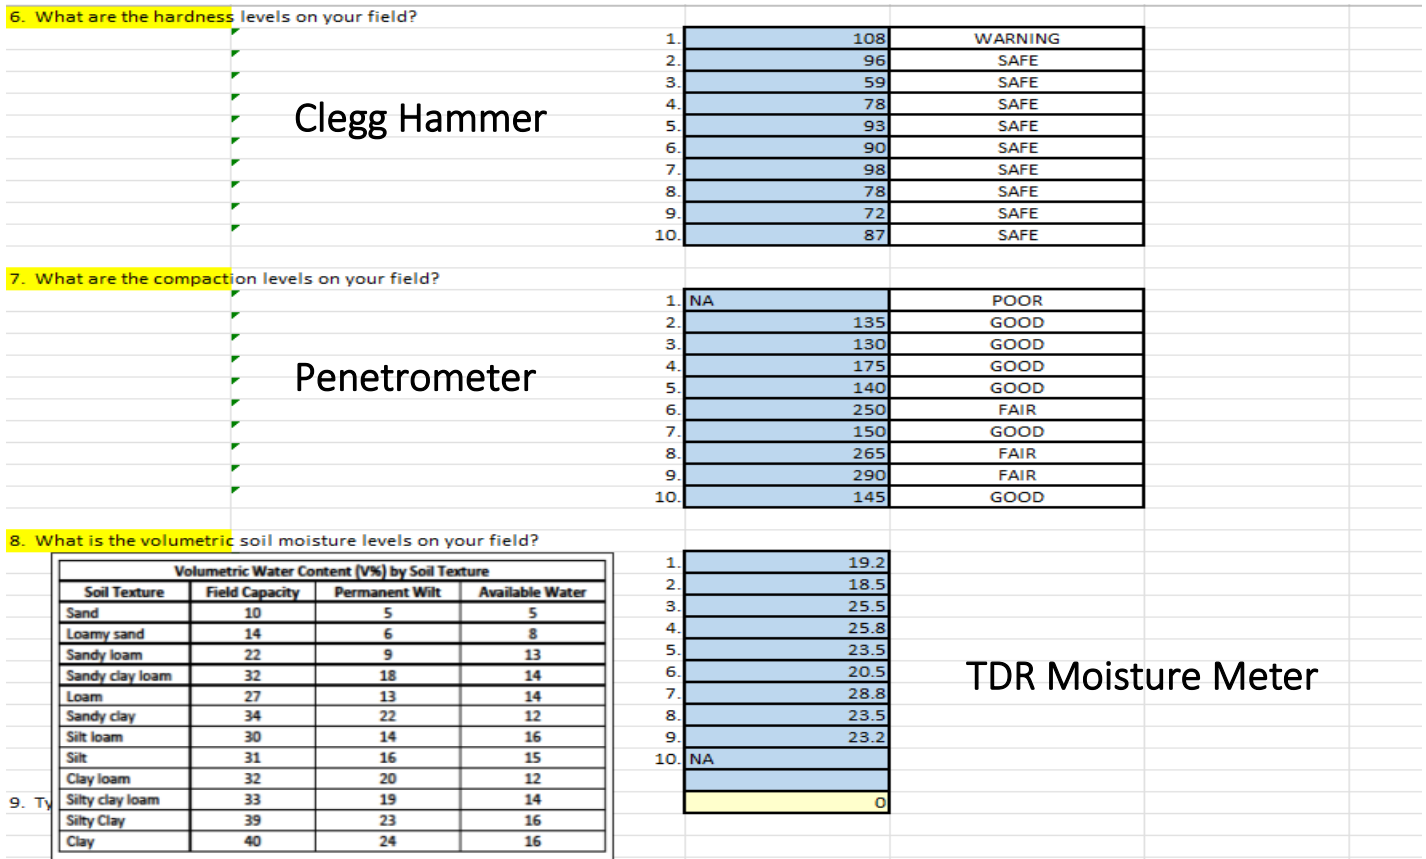 6. What are the hardness levels on your field?
1. 108 WARNING
2. 96 SAFE
3. 59 SAFE
4. 78 SAFE
Clegg Hammer
5. 93 SAFE
6. 90 SAFE
7. 98 SAFE
8. 78 SAFE
9. 72 SAFE
10. 87 SAFE
7. What are the compaction levels on your field?
1. NA POOR
2. 135 GOOD
3. 130 GOOD
4. 175 GOOD
Penetrometer
5. 140 GOOD
6. 250 FAIR
7. 150 GOOD
8. 265 FAIR
9. 290 FAIR
10. 145 GOOD
8. What is the volumetric soil moisture levels on your field?
Volumetric Water Content (V%) by Soil Texture
Soil Texture Field Capacity Permanent Wilt Available Water
Sand 10 5 5
Loamy sand 14 6 8
Sandy loam 22 9 13
Sandy clay loam 32 18 14
Loam 27 13 14
Sandy clay 34 22 12
Silt loam 30 14 16
Silt 31 16 15
Clay loam 32 20 12
Silty clay loam 33 19 14
Silty Clay 39 23 16
Clay 40 24 16
1. 19.2
2. 18.5
3. 25.5
4. 25.8
5. 23.5
6. 20.5
7. 28.8
8. 23.5
9. 23.2
10. NA
TDR Moisture Meter
9. Ty
0